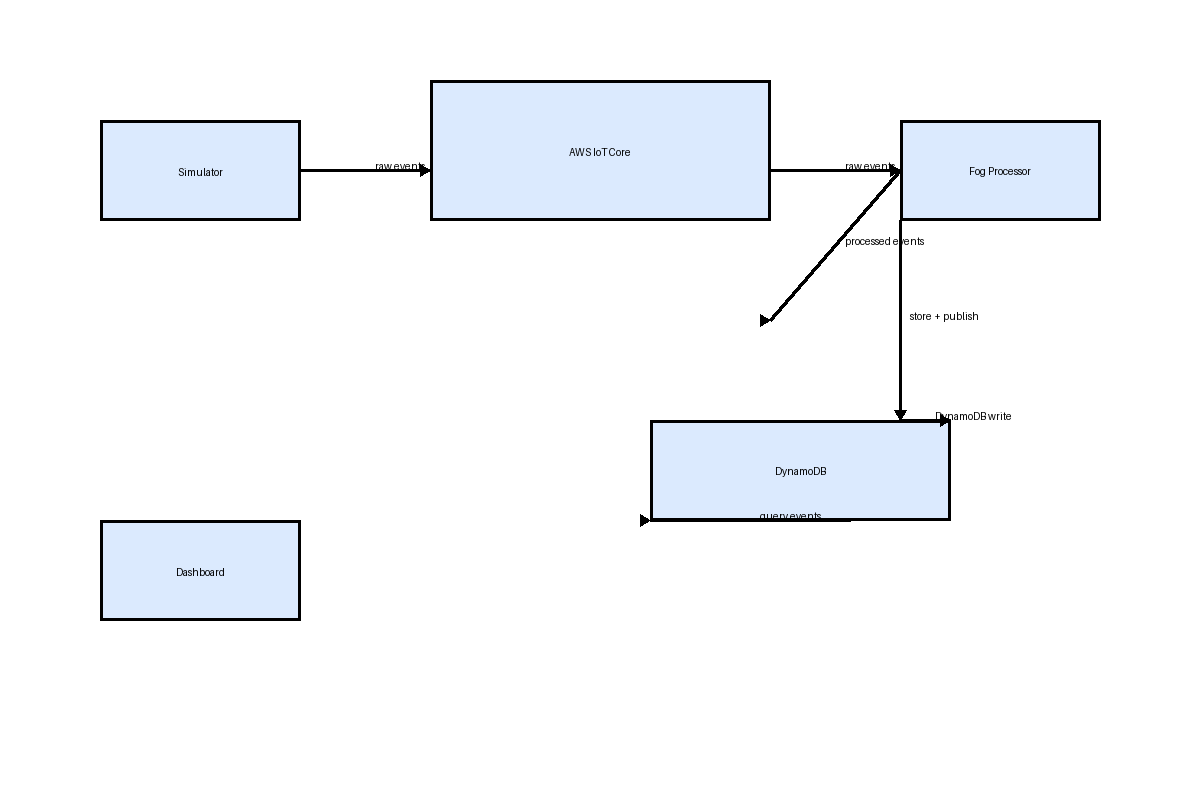 AWS IoT Core
Simulator
raw events
raw events
Fog Processor
processed events
store + publish
DynamoDB write
DynamoDB
query events
Dashboard